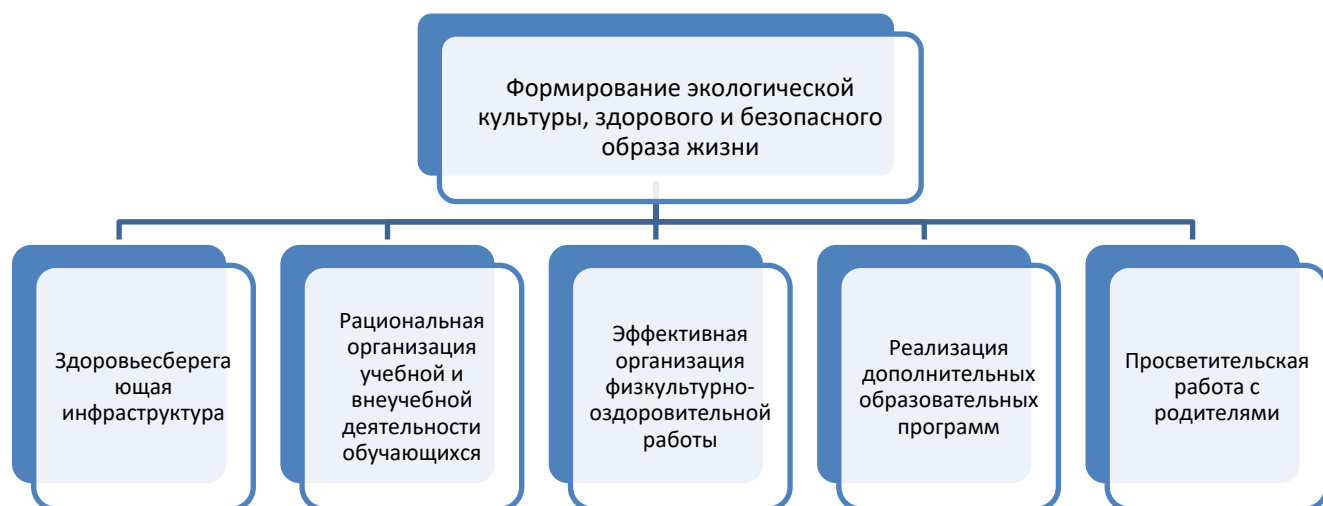 Формирование экологической
культуры, здорового и безопасного
образа жизни
Здоровьесберега
ющая
инфраструктура
Рациональная
организация
учебной и
внеучебной
деятельности
обучающихся
Эффективная
организация
физкультурно-
оздоровительной
работы
Реализация
дополнительных
образовательных
программ
Просветительская
работа с
родителями